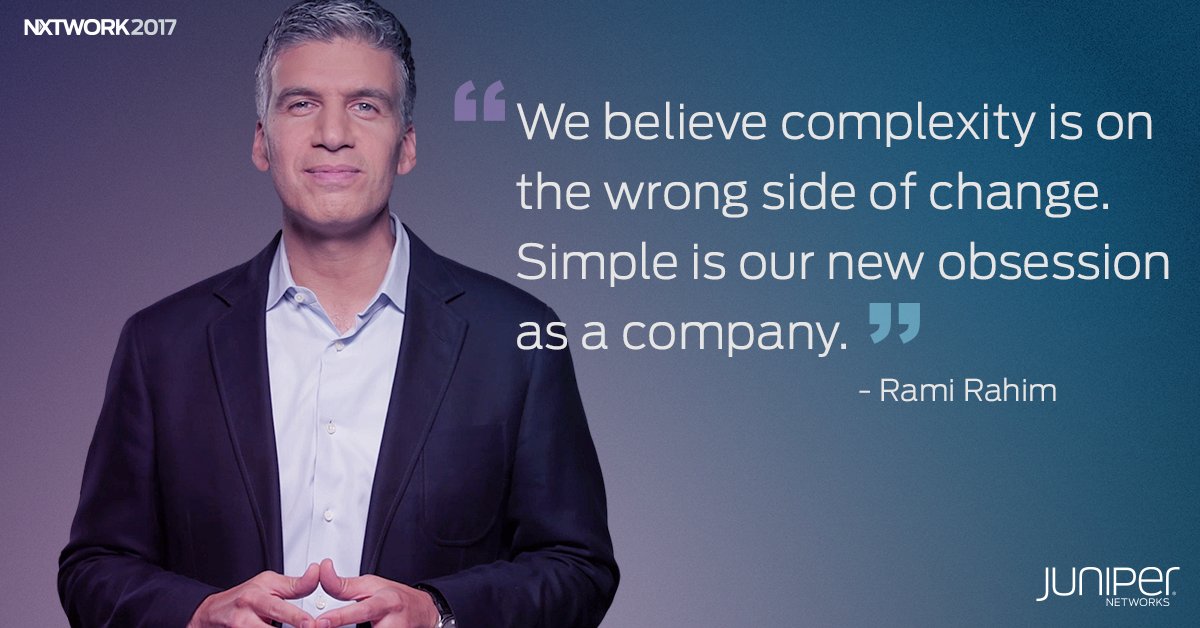 NXTWORK2017
“We believe complexity is on
the wrong side of change.
Simple is our new obsession
as a company.”
- Rami Rahim
JUNIPER
NETWORKS